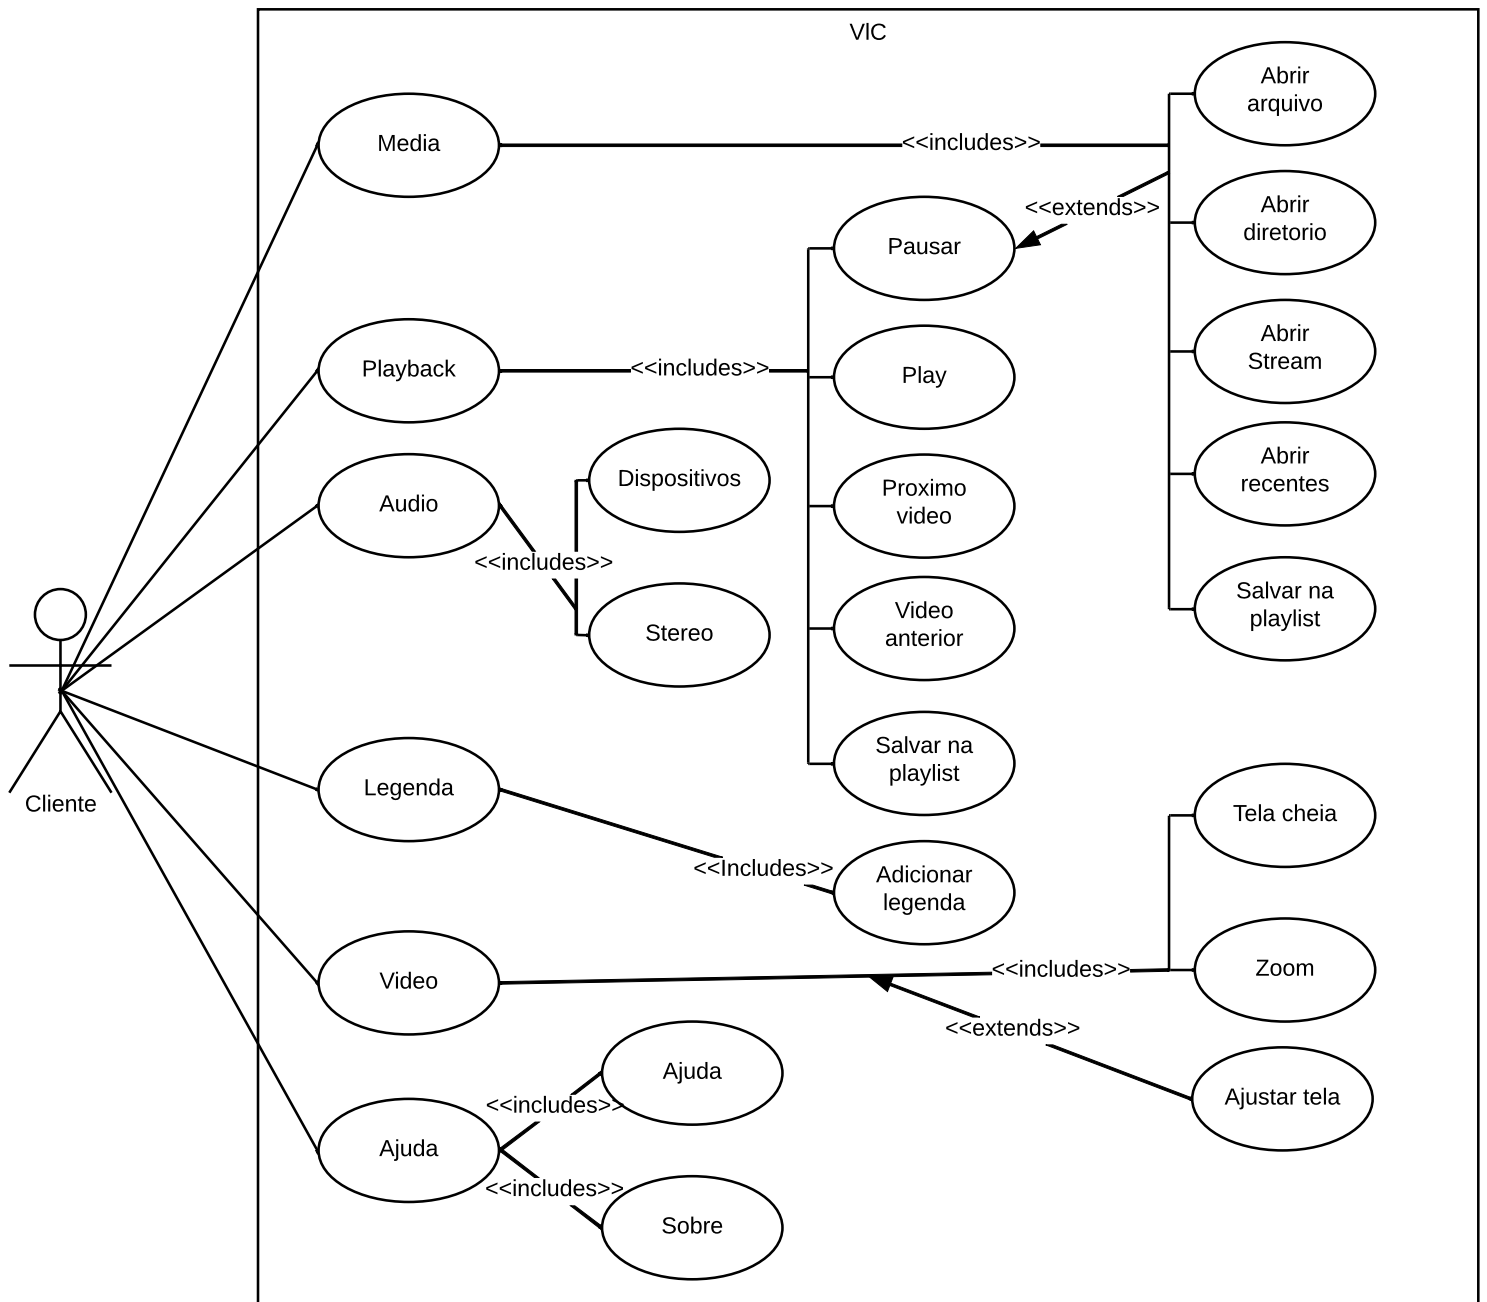 VIC
Abrir
arquivo
Media
<<includes>>
Abrir
diretorio
<<extends>>
Pausar
Abrir
Stream
Playback
<<includes>>
Play
Abrir
recentes
Dispositivos
Proximo
video
Audio
<<includes>>
Stereo
Video
anterior
Salvar na
playlist
Salvar na
playlist
Cliente
Legenda
Tela cheia
<<Includes>>
Adicionar
legenda
Video
<<includes>>
Zoom
<<extends>>
Ajustar tela
Ajuda
<<includes>>
Ajuda
<<includes>>
Sobre